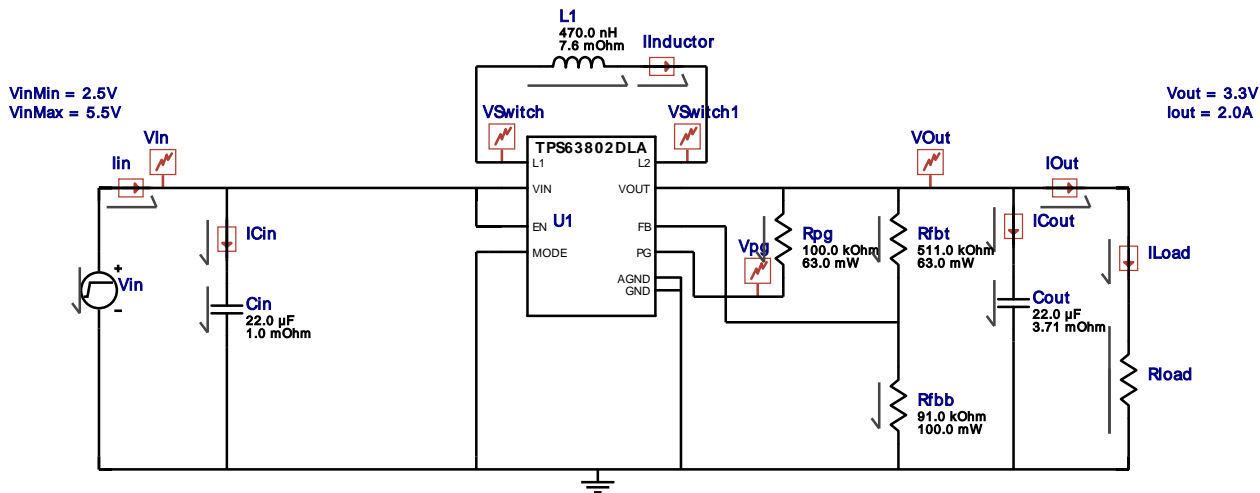 L1
470.0 nH
7.6 mOhm
IInductor
VinMin = 2.5V
VinMax = 5.5V
Vout = 3.3V
Iout = 2.0A
VSwitch
VSwitch1
VIn
VOut
TPS63802DLA
Iin
IOut
L1
L2
VIN
VOUT
EN
U1
FB
MODE
PG
AGND
GND
ICin
Rpg
100.0 kOhm
63.0 mW
Vpg
Rfbt
511.0 kOhm
63.0 mW
ICout
ILoad
+
Vin
-
Cin
22.0 µF
1.0 mOhm
Cout
22.0 µF
3.71 mOhm
Rload
Rfbb
91.0 kOhm
100.0 mW